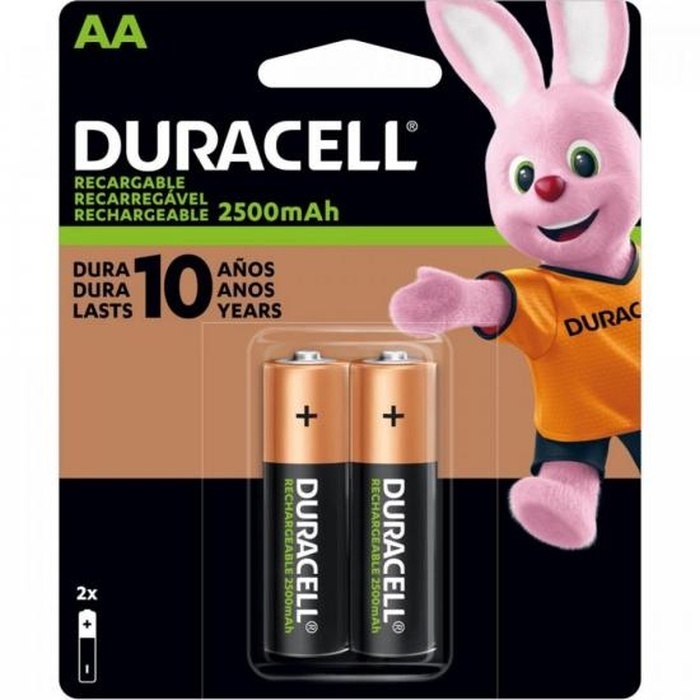 AA
DURACELL®
RECARGABLE
RECARREGÁVEL
RECHARGEABLE 2500mAh
DURA 10 AÑOS
DURA ANOS
LASTS YEARS
DURAC
+ +
DURACELL®
RECHARGEABLE 2500mAh
DURACELL®
RECHARGEABLE 2500mAh
2x
+
-